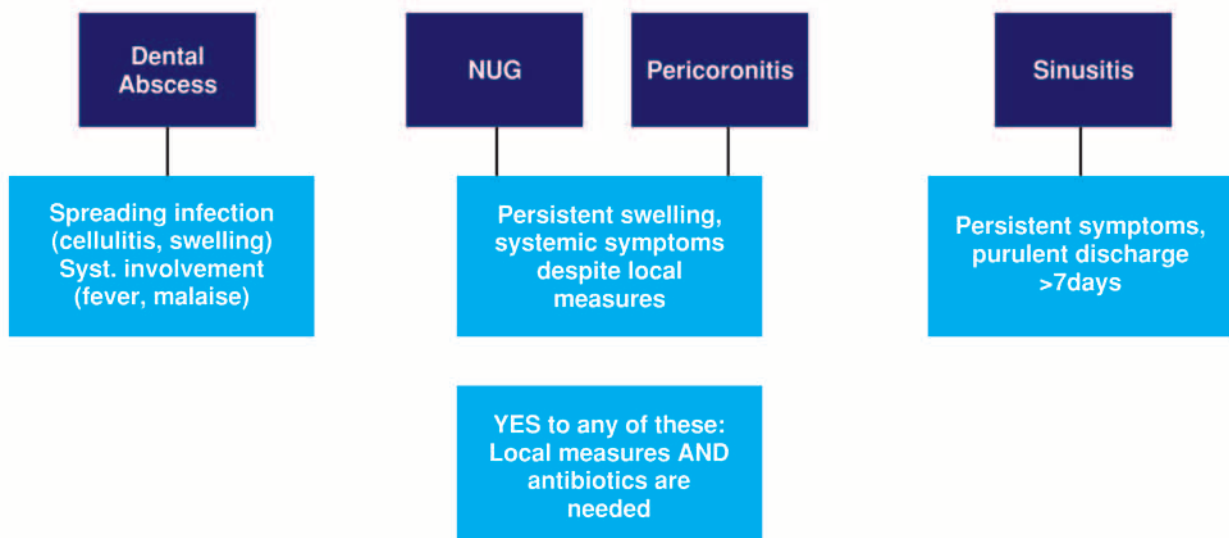 Dental
Abscess
NUG
Pericoronitis
Sinusitis
Spreading infection
(cellulitis, swelling)
Syst. involvement
(fever, malaise)
Persistent swelling,
systemic symptoms
despite local
measures
Persistent symptoms,
purulent discharge
>7days
YES to any of these:
Local measures AND
antibiotics are
needed